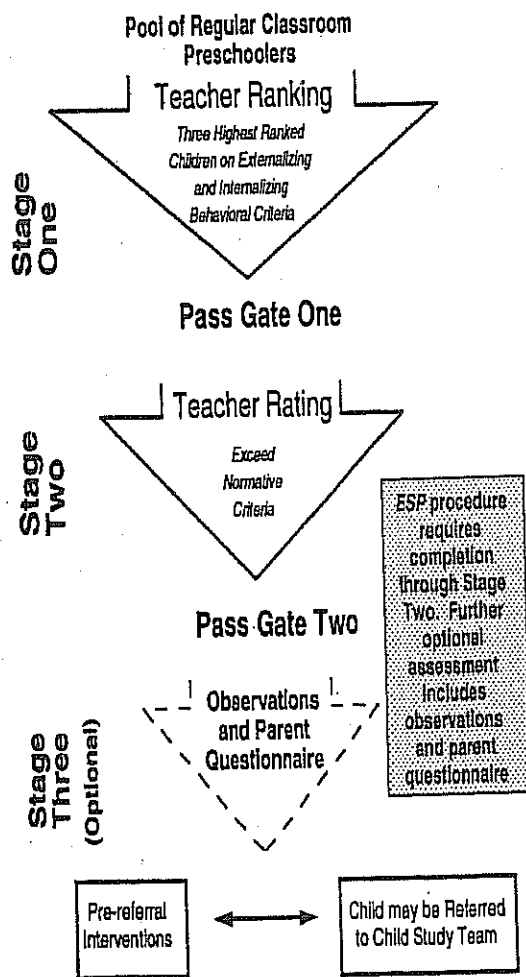 Pool of Regular Classroom
Preschoolers
Teacher Ranking
Three Highest Ranked
Children on Externalizing
and Internalizing
Behavioral Criteria
Stage
One
Pass Gate One
Teacher Rating
Exceed
Normative
Criteria
Stage
Two
ESP procedure
requires
completion
through Stage
Two. Further
optional
assessment
includes
observations
and parent
questionnaire
Pass Gate Two
Observations
and Parent
Questionnaire
Stage
Three
(Optional)
Pre-referral
Interventions
Child may be Referred
to Child Study Team